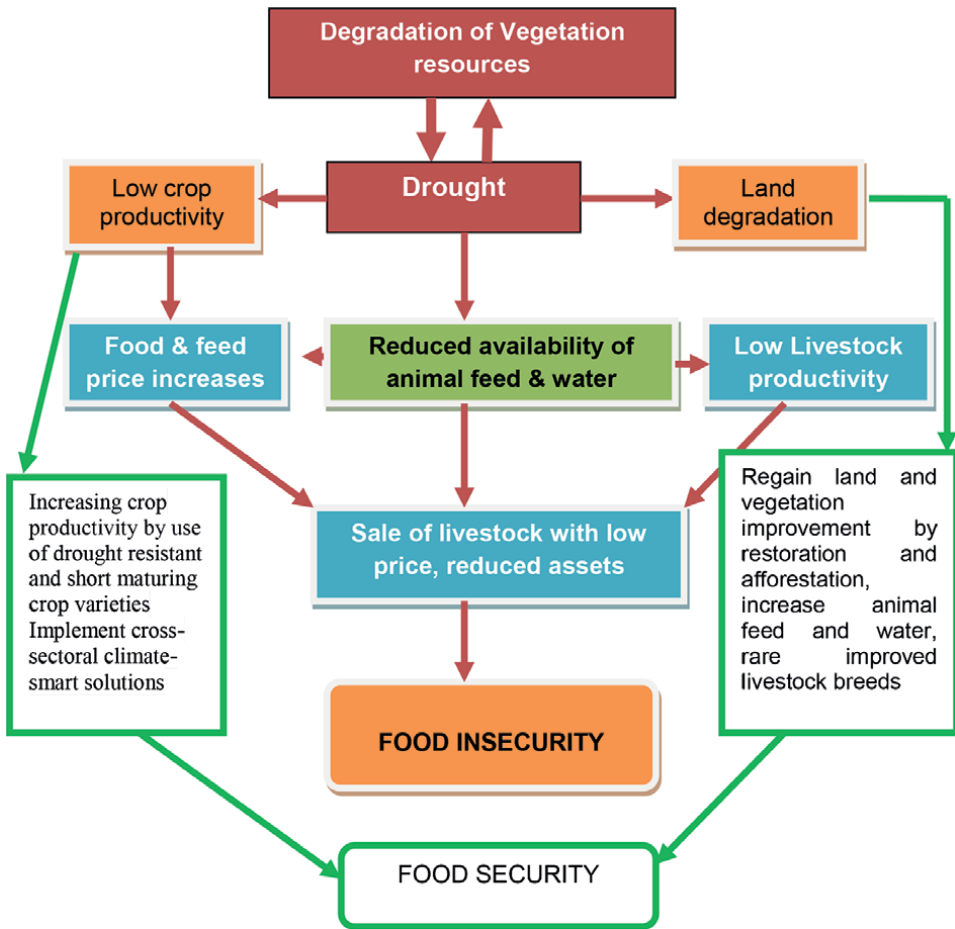 Degradation of Vegetation
resources
Drought
Low crop
productivity
Land
degradation
Food & feed
price increases
Reduced availability of
animal feed & water
Low Livestock
productivity
Increasing crop
productivity by use
of drought resistant
and short maturing
crop varieties
Implement cross-
sectoral climate-
smart solutions
Sale of livestock with low
price, reduced assets
Regain land and
vegetation
improvement by
restoration and
afforestation,
increase animal
feed and water,
rare improved
livestock breeds
FOOD INSECURITY
FOOD SECURITY